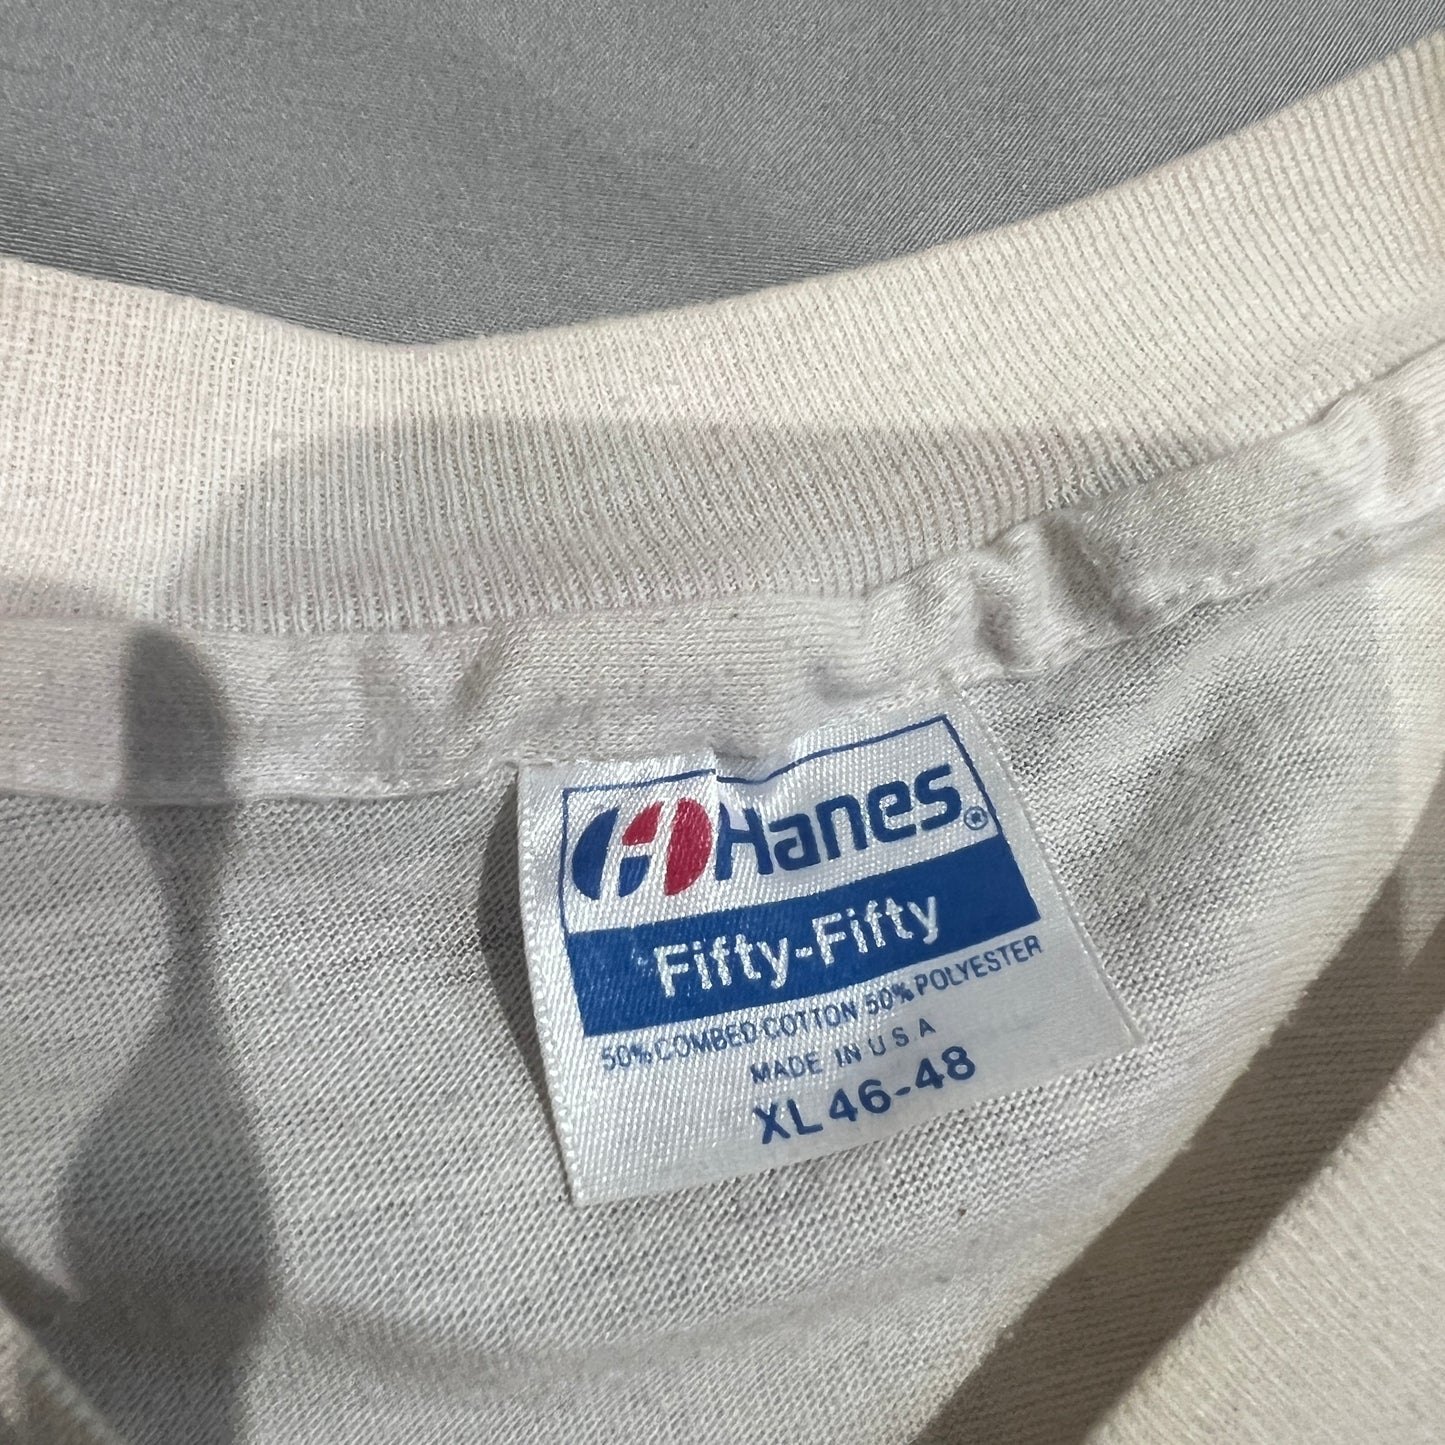 Hanes®
Fifty-Fifty
50% COMBED COTTON 50% POLYESTER
MADE IN U S A
XL 46-48